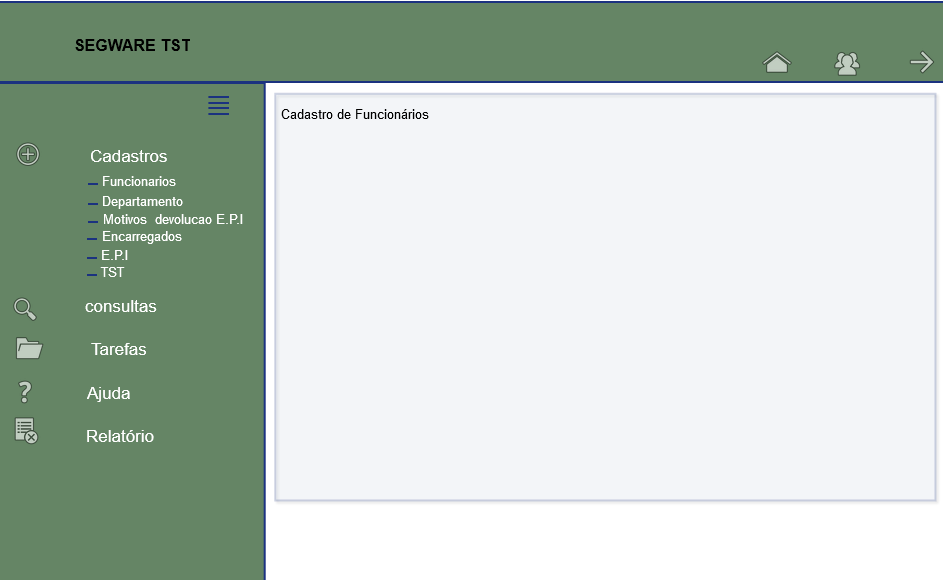 SEGWARE TST
Cadastro de Funcionários
Cadastros
Funcionarios
Departamento
Motivos devolucao E.P.I
Encarregados
E.P.I
TST
consultas
Tarefas
Ajuda
Relatório